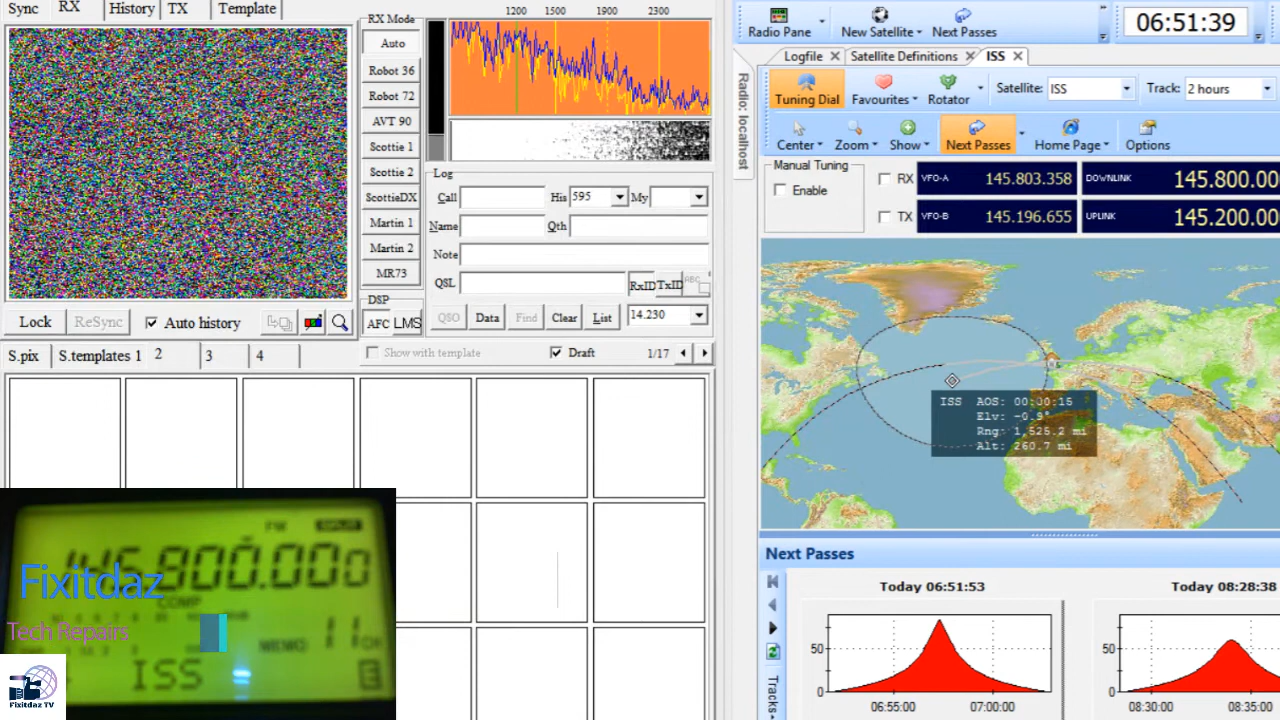 Sync RX History TX Template
RX Mode
Auto
Robot 36
Robot 72
AVT 90
Scottie 1
Scottie 2
ScottieDX
Martin 1
Martin 2
MR73
DSP
AFC LMS
1200 1500 1900 2300
Log
Call His 595 My
Name Qth
Note
QSL RxID TxID ABC
QSO Data Find Clear List 14.230
Lock ReSync Auto history
Show with template Draft 1/17
S.pix S.templates 1 2 3 4
FM SPLIT
145.800.000
Fixitdaz
COMP
Tech Repairs
MEMO 11 CH
ISS
Fixitdaz TV
Radio Pane New Satellite Next Passes
06:51:39
Logfile Satellite Definitions ISS
Radio: localhost
Tuning Dial Favourites Rotator Satellite: ISS Track: 2 hours
Center Zoom Show Next Passes Home Page Options
Manual Tuning
Enable
RX VFO-A 145.803.358 DOWNLINK 145.800.00
TX VFO-B 145.196.655 UPLINK 145.200.00
ISS AOS: 00:00:15
Elv: -0.9°
Rng: 1,525.2 mi
Alt: 260.7 mi
Next Passes
Today 06:51:53 Today 08:28:38
50 50
0 0
06:55:00 07:00:00 08:30:00 08:35:00
Tracks